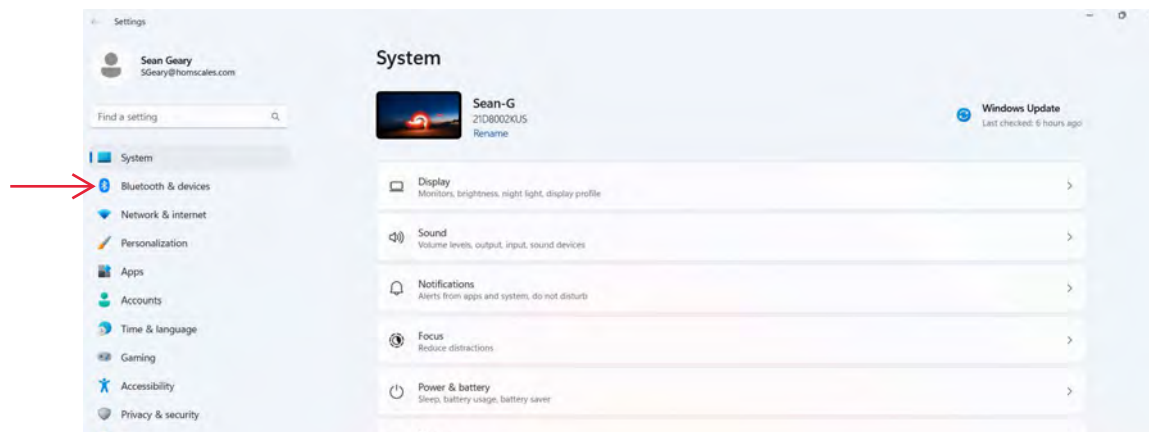 Settings
Sean Geary
SGeary@homscales.com
Find a setting
System
Bluetooth & devices
Network & internet
Personalization
Apps
Accounts
Time & language
Gaming
Accessibility
Privacy & security
System
Sean-G
21D8002KUS
Rename
Windows Update
Last checked: 6 hours ago
Display
Monitors, brightness, night light, display profile
Sound
Volume levels, output, input, sound devices
Notifications
Alerts from apps and system, do not disturb
Focus
Reduce distractions
Power & battery
Sleep, battery usage, battery saver